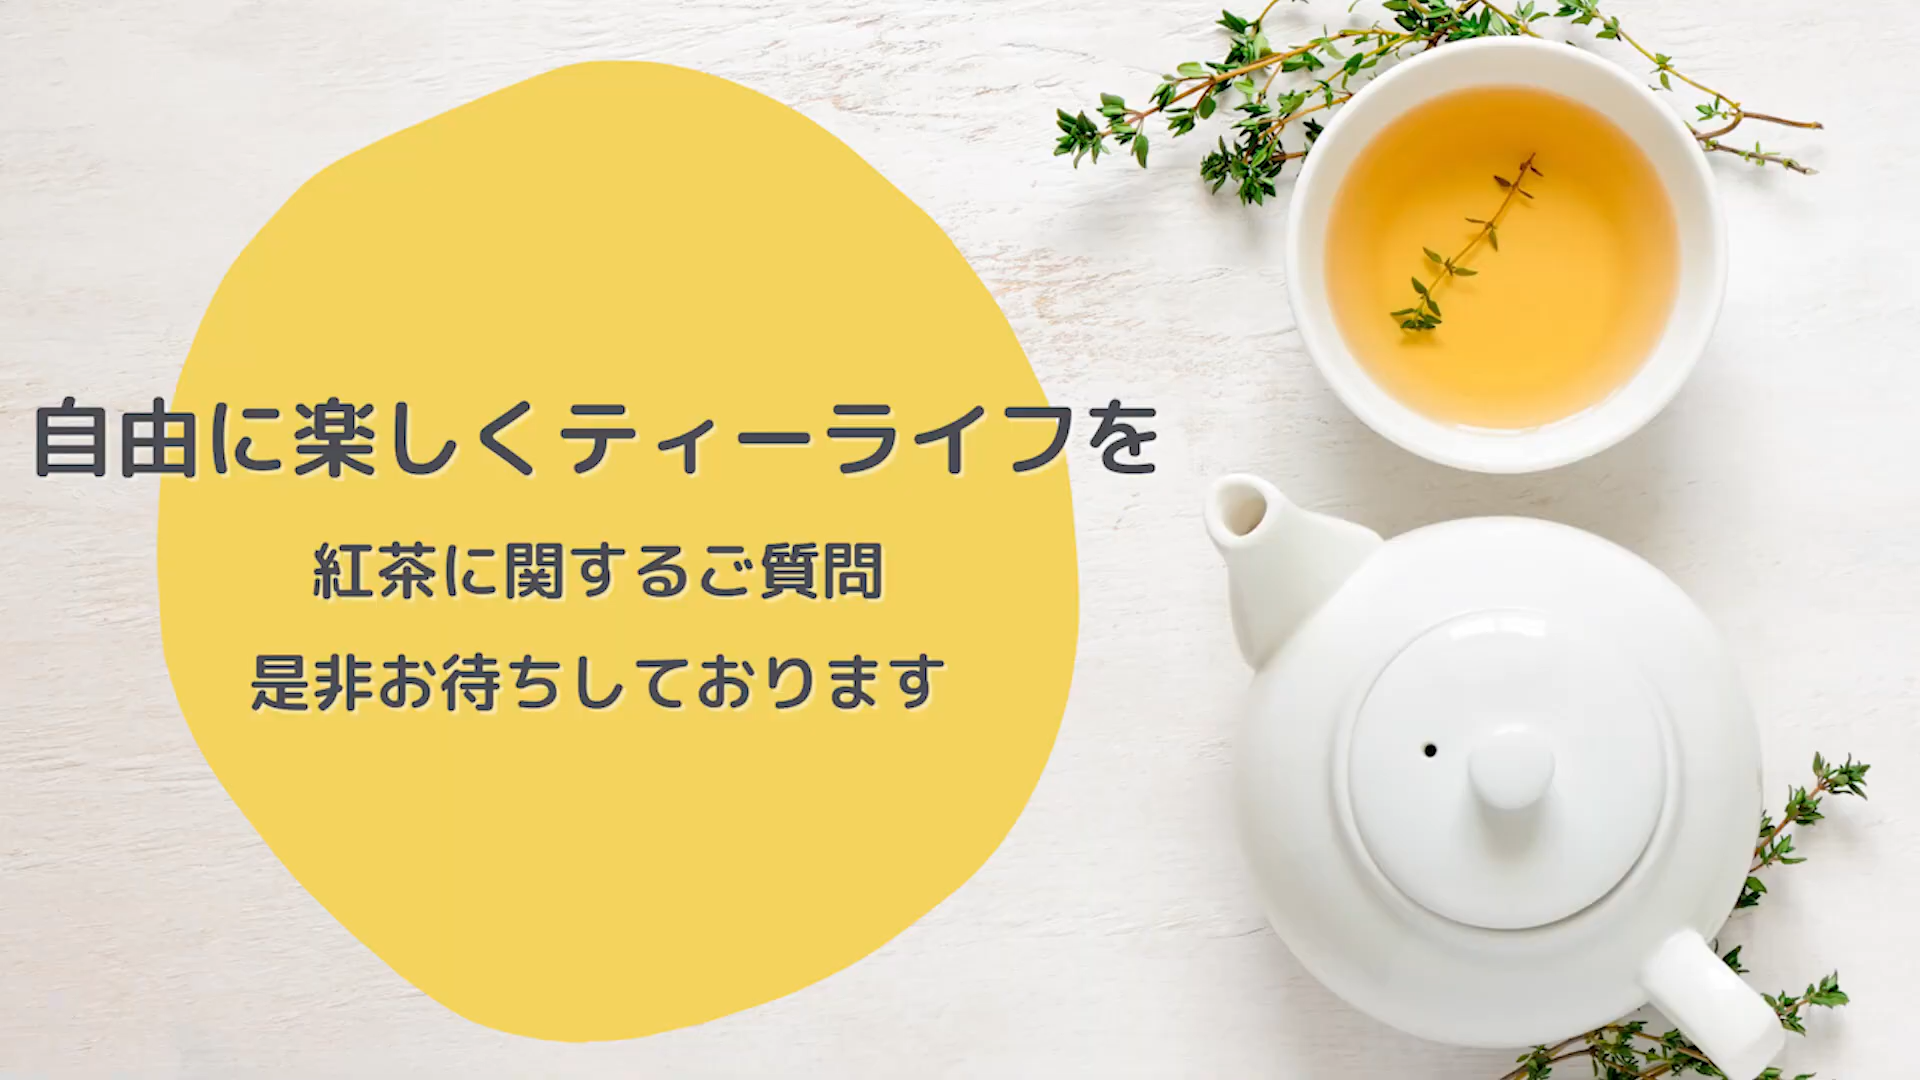 自由に楽しくティーライフを
紅茶に関するご質問
是非お待ちしております